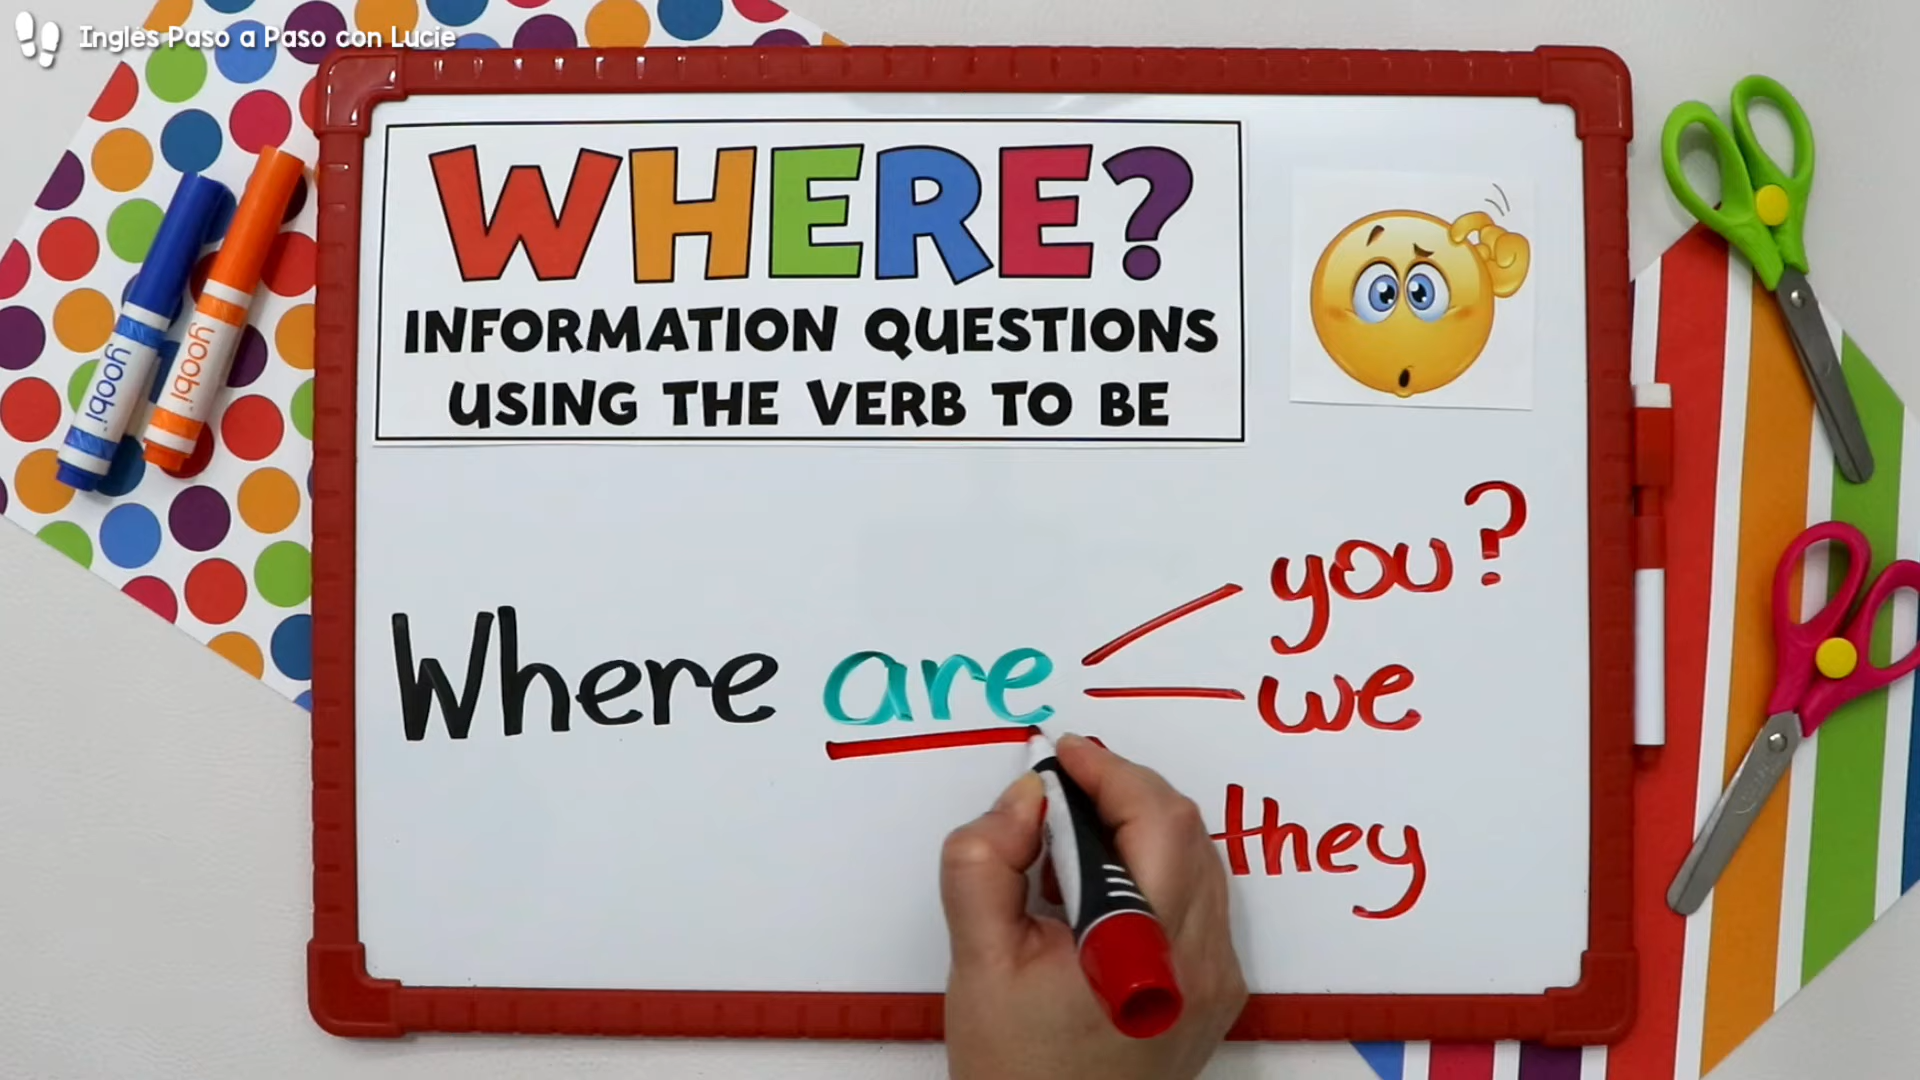 Inglés Paso a Paso con Lucie
WHERE?
INFORMATION QUESTIONS
USING THE VERB TO BE
yoobi
yoobi
Where are
you?
we
they